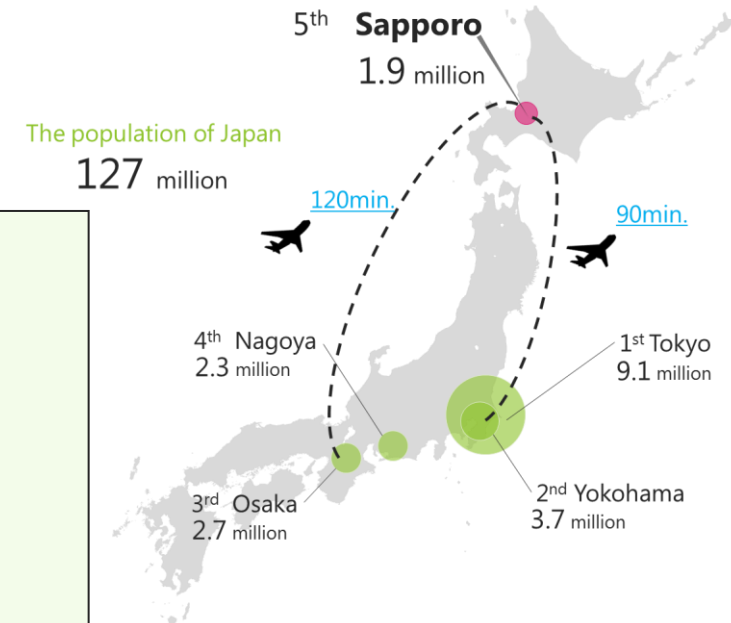 5th Sapporo
1.9 million
The population of Japan
127 million
120min.
90min.
4th Nagoya
2.3 million
1st Tokyo
9.1 million
3rd Osaka
2.7 million
2nd Yokohama
3.7 million